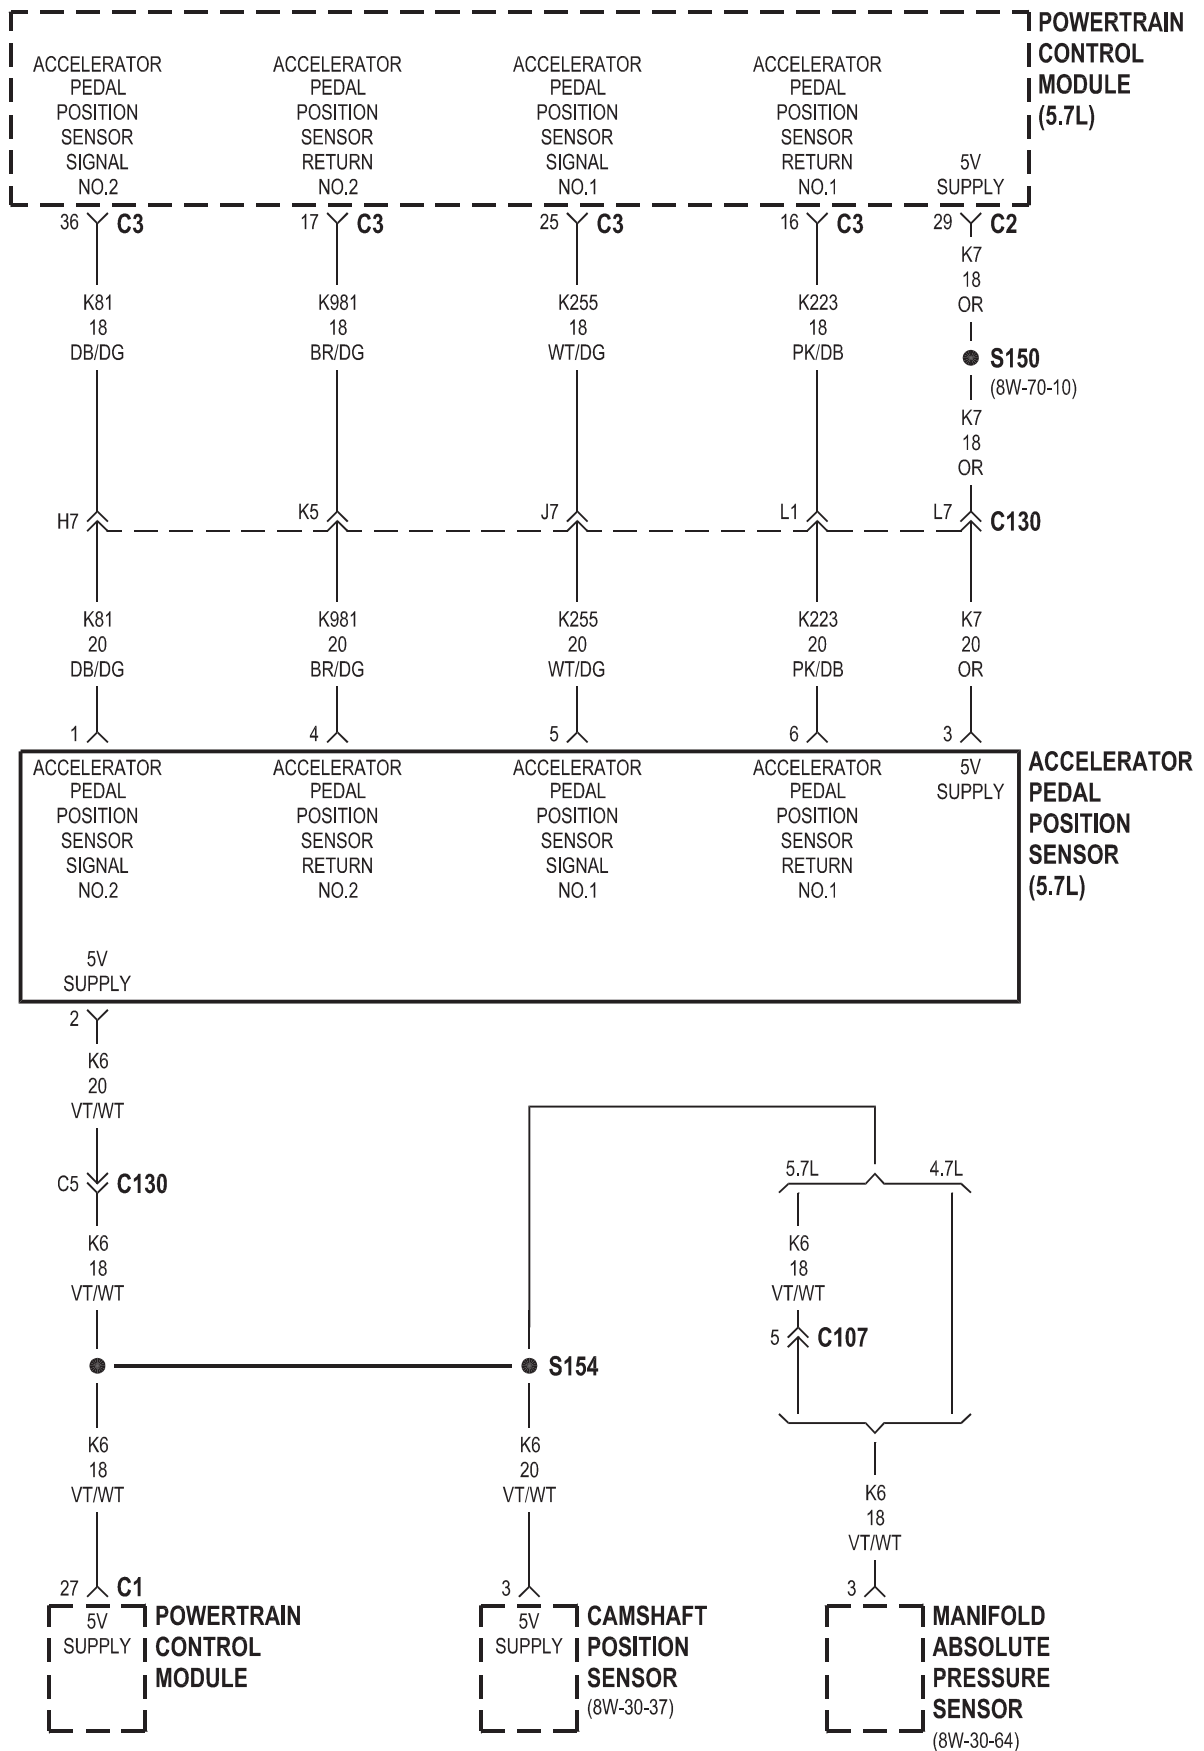 POWERTRAIN
CONTROL
MODULE
(5.7L)
ACCELERATOR
PEDAL
POSITION
SENSOR
SIGNAL
NO.2
ACCELERATOR
PEDAL
POSITION
SENSOR
RETURN
NO.2
ACCELERATOR
PEDAL
POSITION
SENSOR
SIGNAL
NO.1
ACCELERATOR
PEDAL
POSITION
SENSOR
RETURN
NO.1
5V
SUPPLY
36 C3
17 C3
25 C3
16 C3
29 C2
K81
18
DB/DG
K981
18
BR/DG
K255
18
WT/DG
K223
18
PK/DB
K7
18
OR
S150
(8W-70-10)
K7
18
OR
H7
K5
J7
L1
L7
C130
K81
20
DB/DG
K981
20
BR/DG
K255
20
WT/DG
K223
20
PK/DB
K7
20
OR
1
4
5
6
3
ACCELERATOR
PEDAL
POSITION
SENSOR
SIGNAL
NO.2
ACCELERATOR
PEDAL
POSITION
SENSOR
RETURN
NO.2
ACCELERATOR
PEDAL
POSITION
SENSOR
SIGNAL
NO.1
ACCELERATOR
PEDAL
POSITION
SENSOR
RETURN
NO.1
5V
SUPPLY
ACCELERATOR
PEDAL
POSITION
SENSOR
(5.7L)
5V
SUPPLY
2
K6
20
VT/WT
C5 C130
K6
18
VT/WT
5.7L
4.7L
K6
18
VT/WT
5 C107
S154
K6
18
VT/WT
K6
20
VT/WT
K6
18
VT/WT
27 C1
5V
SUPPLY
POWERTRAIN
CONTROL
MODULE
3
5V
SUPPLY
CAMSHAFT
POSITION
SENSOR
(8W-30-37)
3
MANIFOLD
ABSOLUTE
PRESSURE
SENSOR
(8W-30-64)